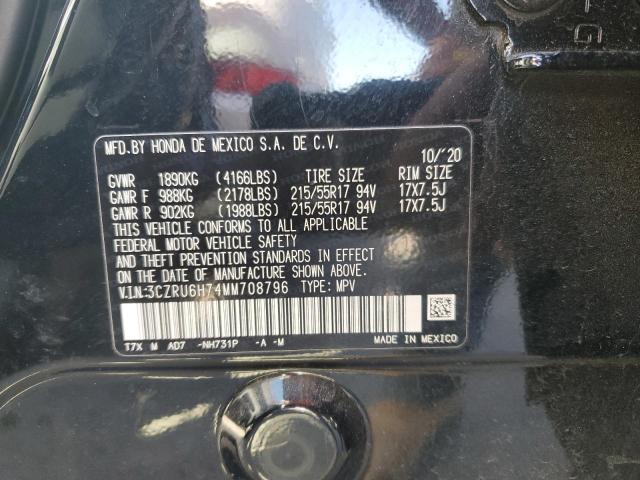 G
MFD.BY HONDA DE MEXICO S.A. DE C.V.
10/'20
GVWR 1890KG (4166LBS) TIRE SIZE RIM SIZE
GAWR F 988KG (2178LBS) 215/55R17 94V 17X7.5J
GAWR R 902KG (1988LBS) 215/55R17 94V 17X7.5J
THIS VEHICLE CONFORMS TO ALL APPLICABLE
FEDERAL MOTOR VEHICLE SAFETY
AND THEFT PREVENTION STANDARDS IN EFFECT
ON THE DATE OF MANUFACTURE SHOWN ABOVE.
V.I.N:3CZRU6H74MM708796 TYPE: MPV
T7X M AD7 -NH731P -A -M MADE IN MEXICO